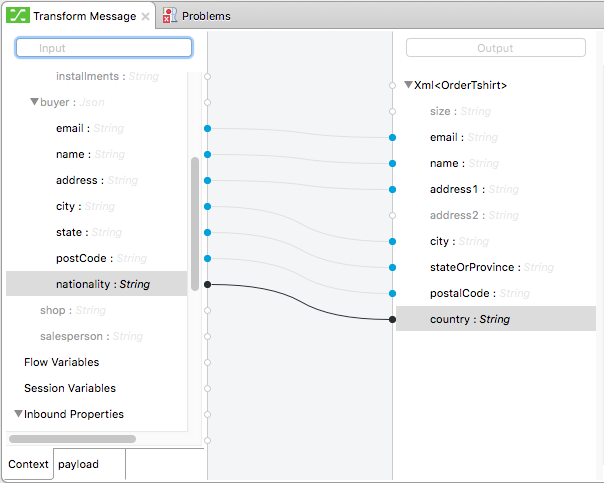 Transform Message
Problems
Input
Output
installments : String
buyer : Json
email : String
name : String
address : String
city : String
state : String
postCode : String
nationality : String
shop : String
salesperson : String
Flow Variables
Session Variables
Inbound Properties
Context
payload
Xml<OrderTshirt>
size : String
email : String
name : String
address1 : String
address2 : String
city : String
stateOrProvince : String
postalCode : String
country : String